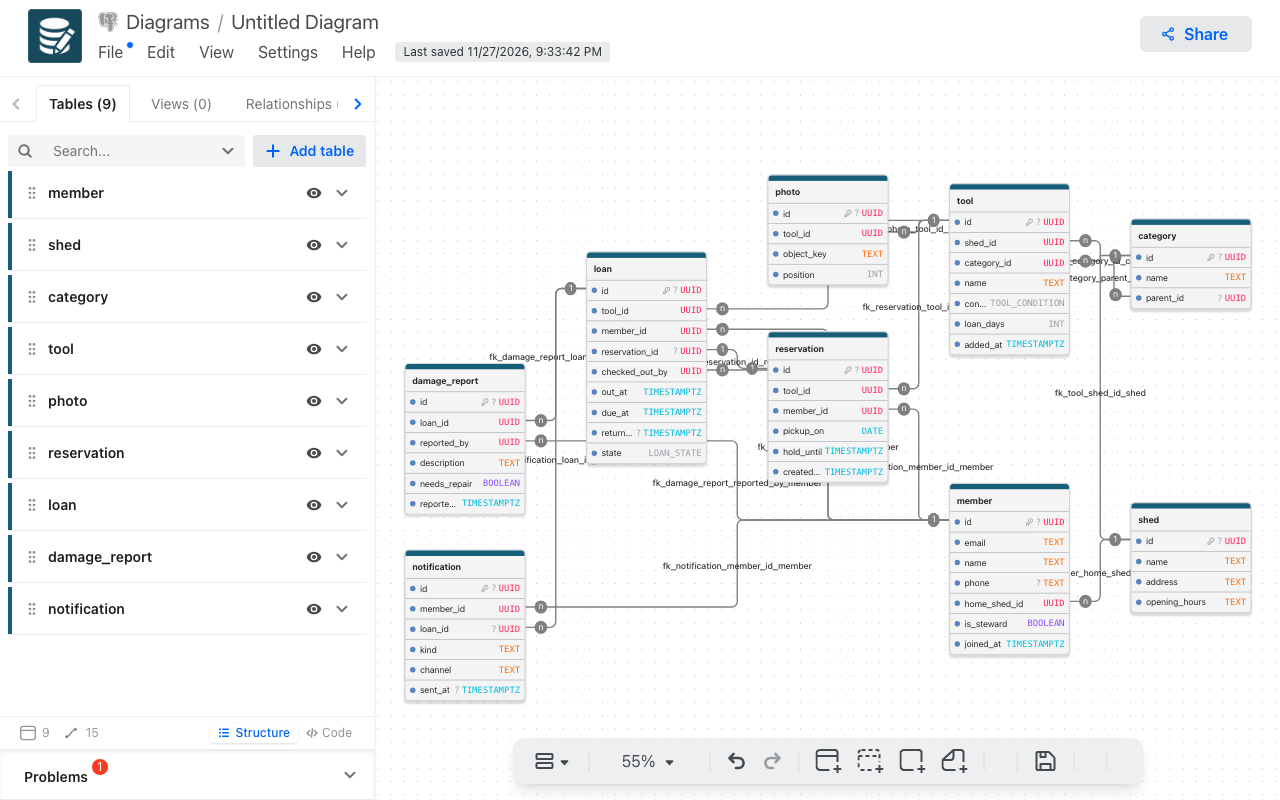 Diagrams / Untitled Diagram
File Edit View Settings Help Last saved 11/27/2026, 9:33:42 PM
Share
Tables (9) Views (0) Relationships
Search...
Add table
member
shed
category
tool
photo
reservation
loan
damage_report
notification
9 15 Structure Code
Problems 1
photo
id ? UUID
tool_id UUID
object_key TEXT
position INT
tool
id ? UUID
shed_id UUID
category_id UUID
name TEXT
con... TOOL_CONDITION
loan_days INT
added_at TIMESTAMPTZ
category
id ? UUID
name TEXT
parent_id ? UUID
loan
id ? UUID
tool_id UUID
member_id UUID
reservation_id ? UUID
checked_out_by UUID
out_at TIMESTAMPTZ
due_at TIMESTAMPTZ
return... ? TIMESTAMPTZ
state LOAN_STATE
reservation
id ? UUID
tool_id UUID
member_id UUID
pickup_on DATE
hold_until TIMESTAMPTZ
created... TIMESTAMPTZ
damage_report
id ? UUID
loan_id UUID
reported_by UUID
description TEXT
needs_repair BOOLEAN
reporte... TIMESTAMPTZ
notification
id ? UUID
member_id UUID
loan_id ? UUID
kind TEXT
channel TEXT
sent_at ? TIMESTAMPTZ
member
id ? UUID
email TEXT
name TEXT
phone ? TEXT
home_shed_id UUID
is_steward BOOLEAN
joined_at TIMESTAMPTZ
shed
id ? UUID
name TEXT
address TEXT
opening_hours TEXT
fk_reservation_tool_i
fk_damage_report_loan
fk_tool_shed_id_shed
tion_member_id_member
fk_damage_report_reported_by_member
fk_notification_member_id_member
er_home_shed
55%